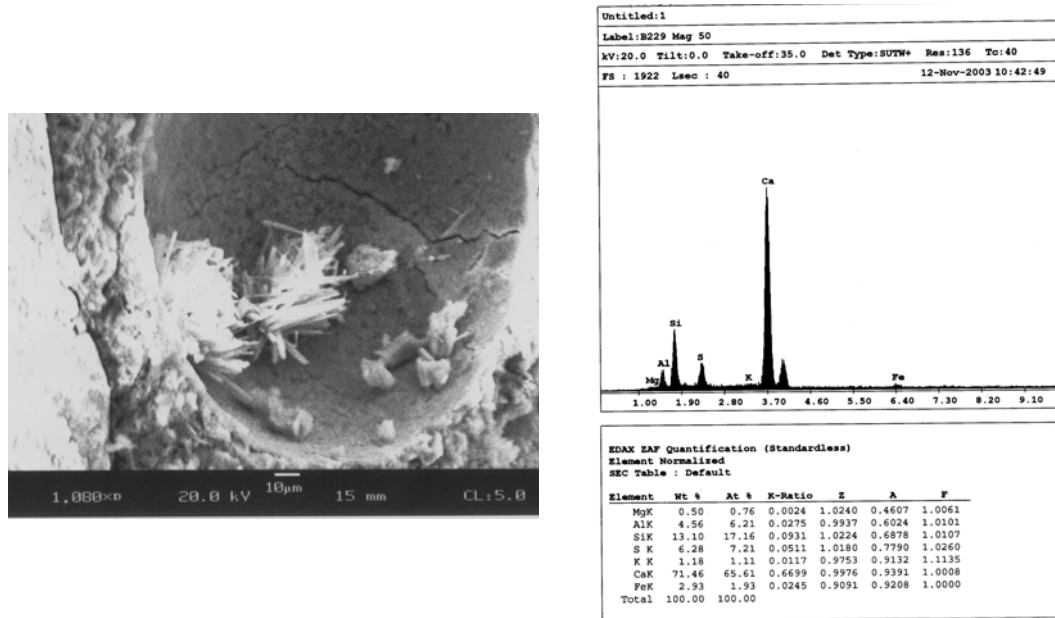 1,080×D 20.0 kV 10μm 15 mm CL:5.0
Untitled:1
Label:B229 Mag 50
kV:20.0 Tilt:0.0 Take-off:35.0 Det Type:SUTW+ Res:136 Tc:40
FS : 1922 Lsec : 40 12-Nov-2003 10:42:49
Ca
Si
S
Al
Mg
K
Fe
1.00 1.90 2.80 3.70 4.60 5.50 6.40 7.30 8.20 9.10
EDAX ZAF Quantification (Standardless)
Element Normalized
SEC Table : Default
Element Wt % At % K-Ratio Z A F
MgK 0.50 0.76 0.0024 1.0240 0.4607 1.0061
AlK 4.56 6.21 0.0275 0.9937 0.6024 1.0101
SiK 13.10 17.16 0.0931 1.0224 0.6878 1.0107
S K 6.28 7.21 0.0511 1.0180 0.7790 1.0260
K K 1.18 1.11 0.0117 0.9753 0.9132 1.1135
CaK 71.46 65.61 0.6699 0.9976 0.9391 1.0008
FeK 2.93 1.93 0.0245 0.9091 0.9208 1.0000
Total 100.00 100.00